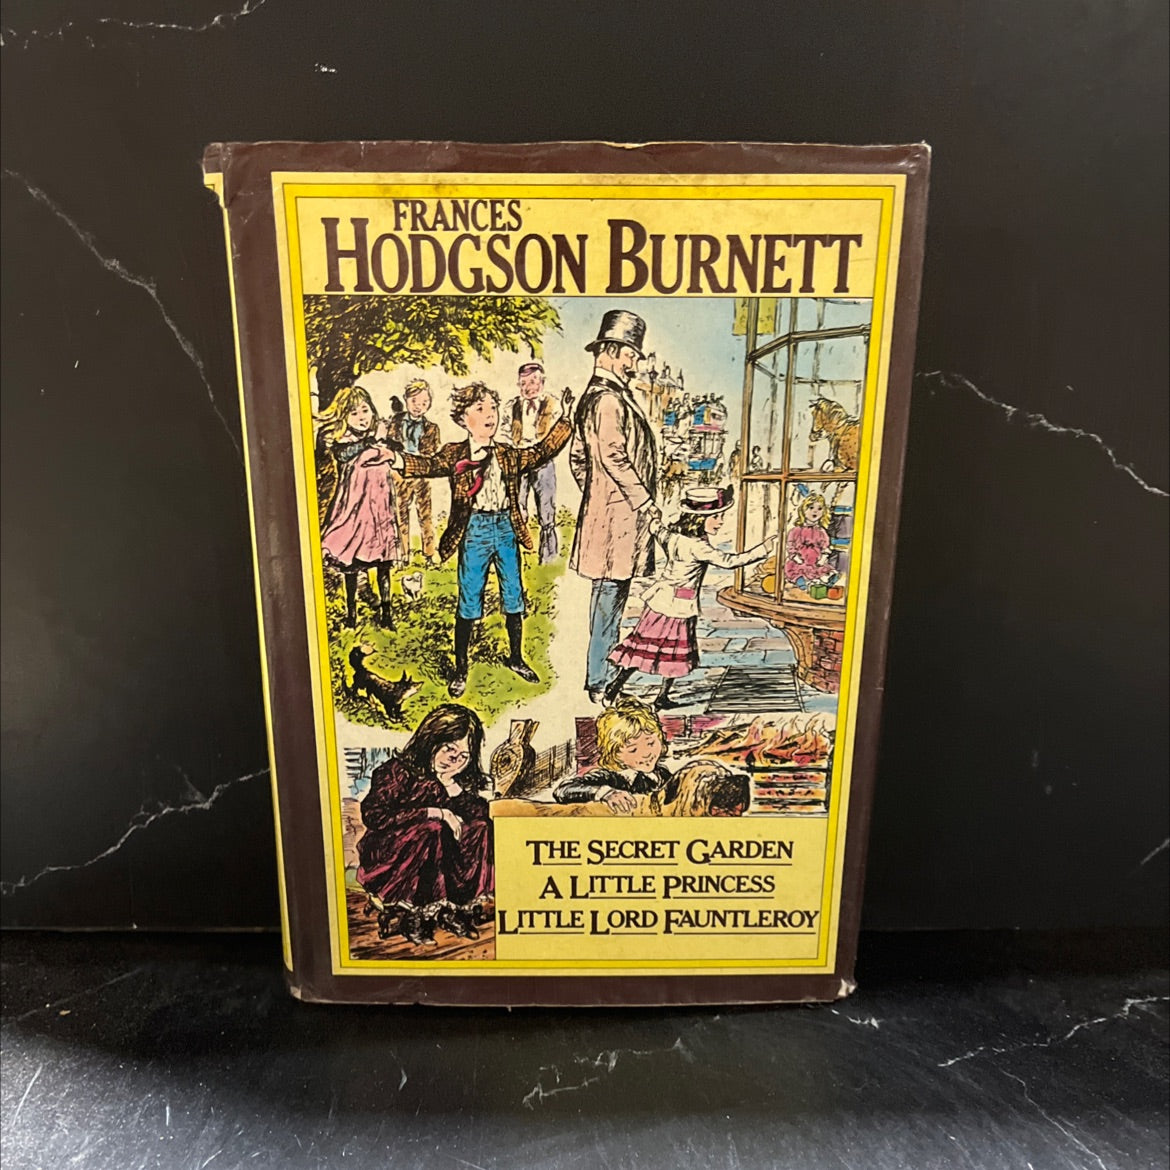 FRANCES
HODGSON BURNETT
THE SECRET GARDEN
A LITTLE PRINCESS
LITTLE LORD FAUNTLEROY